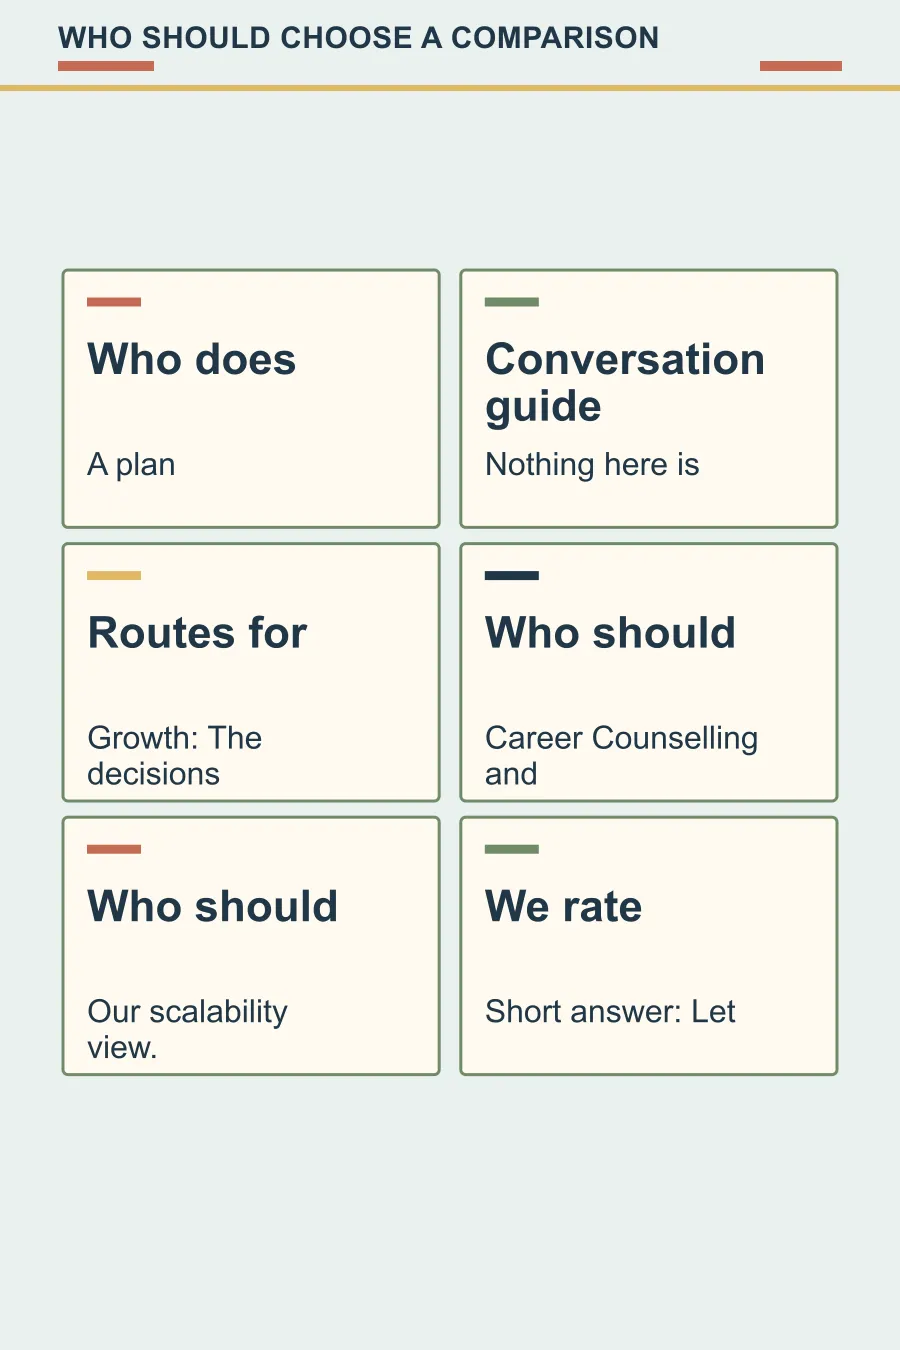 WHO SHOULD CHOOSE A COMPARISON
Who does
A plan
Conversation
guide
Nothing here is
Routes for
Growth: The
decisions
Who should
Career Counselling
and
Who should
Our scalability
view.
We rate
Short answer: Let